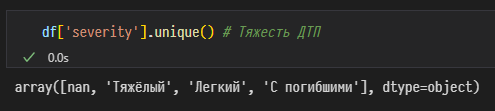 df['severity'].unique() # Тяжесть ДТП
0.0s
array([nan, 'Тяжёлый', 'Легкий', 'С погибшими'], dtype=object)